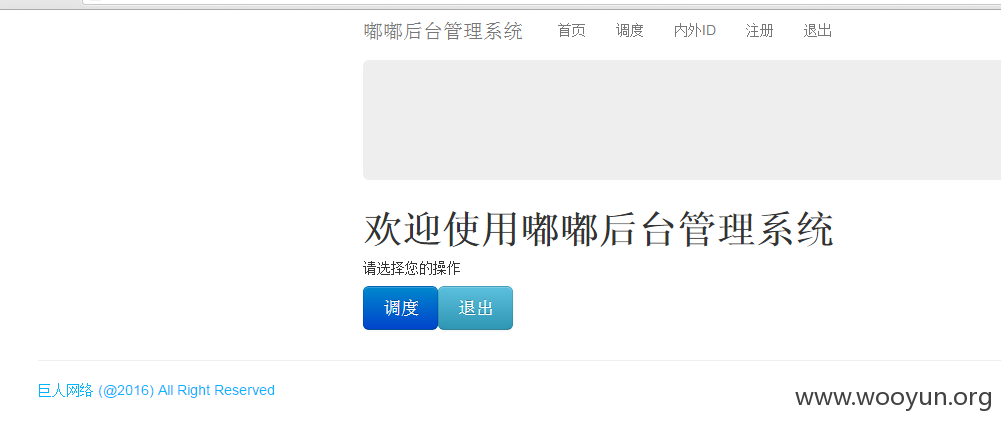 嘟嘟后台管理系统 首页 调度 内外ID 注册 退出
欢迎使用嘟嘟后台管理系统
请选择您的操作
调度 退出
巨人网络 (@2016) All Right Reserved
www.wooyun.org